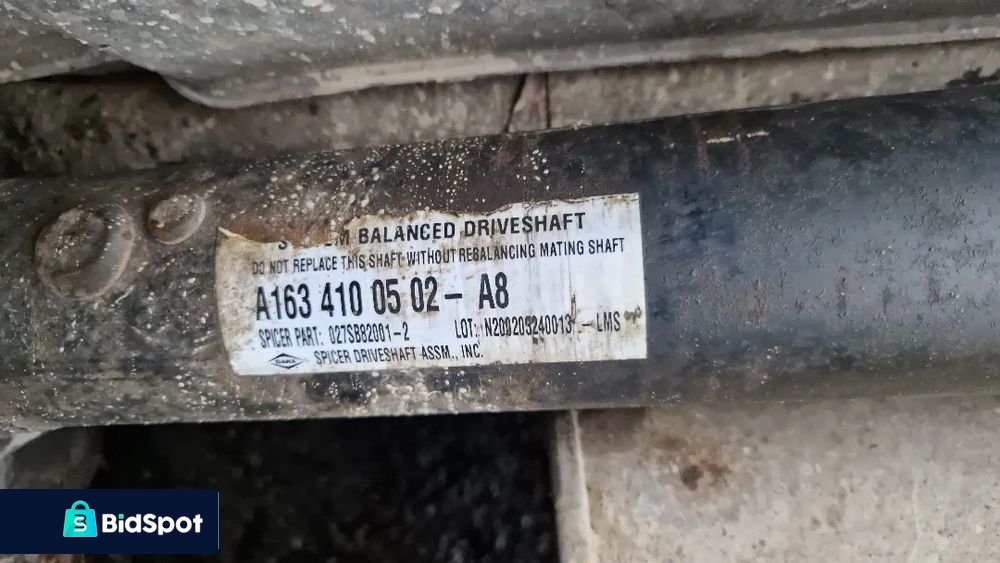 BALANCED DRIVESHAFT
DO NOT REPLACE THIS SHAFT WITHOUT REBALANCING MATING SHAFT
A163 410 05 02 - A8
SPICER PART: 027SB82001-2 LOT:
- LMS
SPICER DRIVESHAFT ASSM., INC.
BidSpot